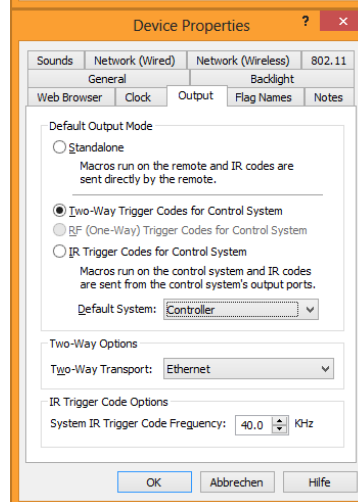 Device Properties ? ×
Sounds Network (Wired) Network (Wireless) 802.11
General Backlight
Web Browser Clock Output Flag Names Notes
Default Output Mode
Standalone
Macros run on the remote and IR codes are
sent directly by the remote.
Two-Way Trigger Codes for Control System
RF (One-Way) Trigger Codes for Control System
IR Trigger Codes for Control System
Macros run on the control system and IR codes
are sent from the control system's output ports.
Default System: Controller
Two-Way Options
Two-Way Transport: Ethernet
IR Trigger Code Options
System IR Trigger Code Frequency: 40.0 KHz
OK Abbrechen Hilfe